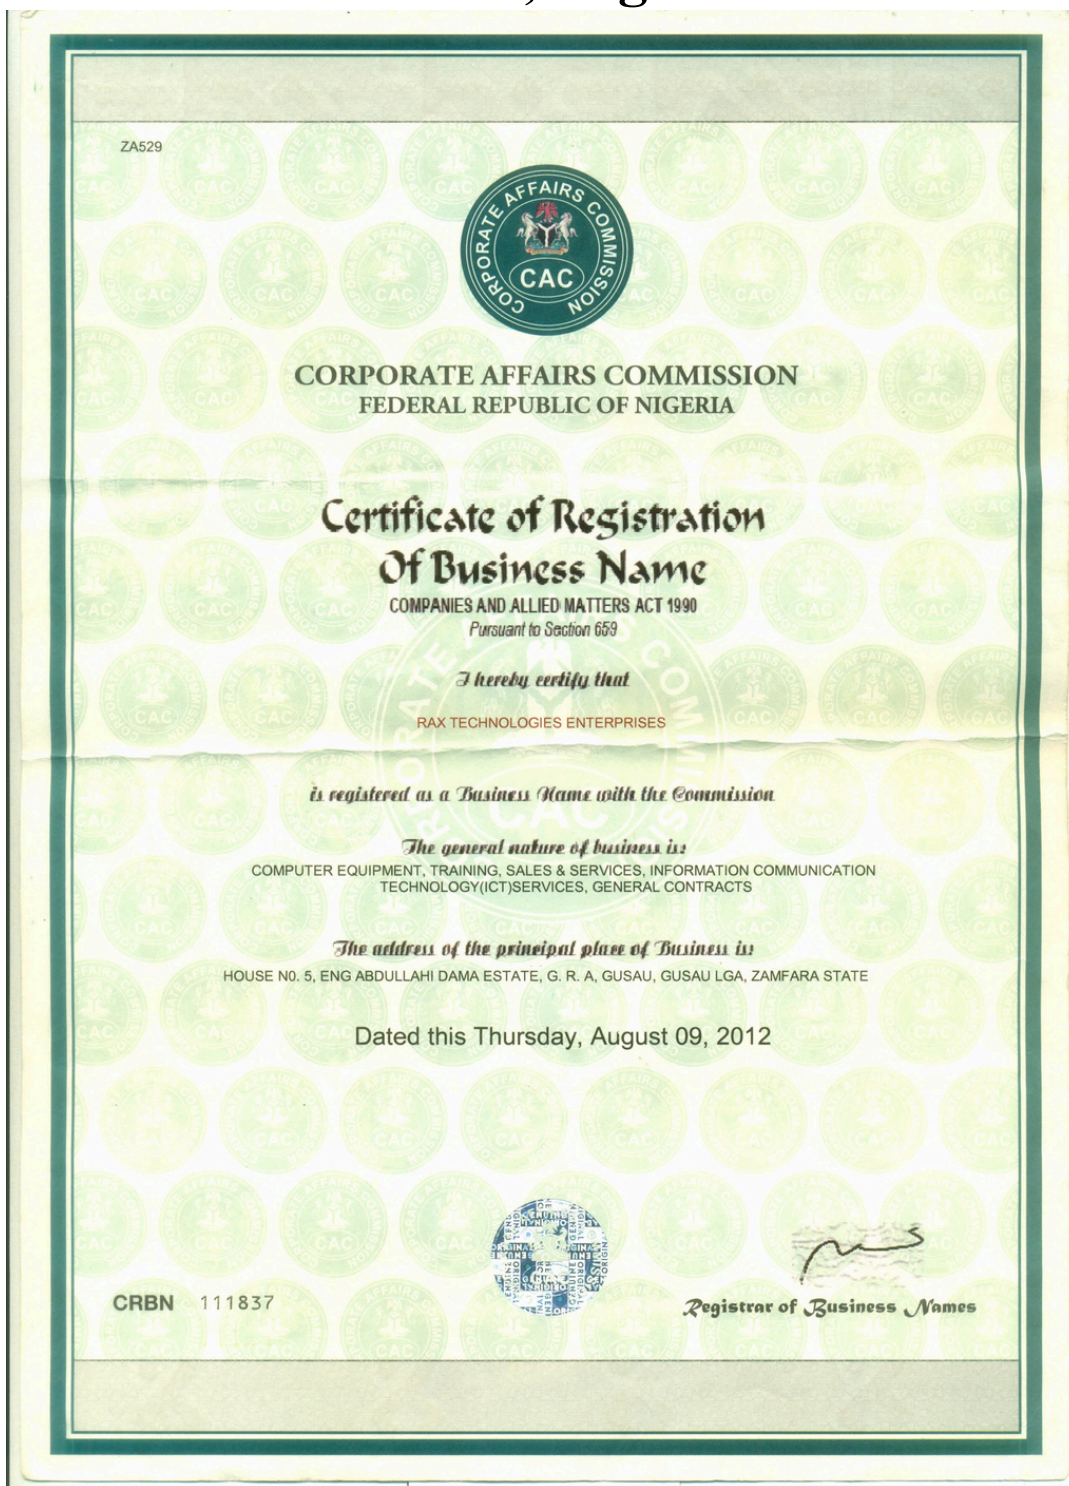 ZA529
CORPORATE AFFAIRS COMMISSION
CAC
CORPORATE AFFAIRS COMMISSION
FEDERAL REPUBLIC OF NIGERIA
Certificate of Registration
Of Business Name
COMPANIES AND ALLIED MATTERS ACT 1990
Pursuant to Section 659
I hereby certify that
RAX TECHNOLOGIES ENTERPRISES
is registered as a Business Name with the Commission
The general nature of business is:
COMPUTER EQUIPMENT, TRAINING, SALES & SERVICES, INFORMATION COMMUNICATION
TECHNOLOGY(ICT)SERVICES, GENERAL CONTRACTS
The address of the principal place of Business is:
HOUSE N0. 5, ENG ABDULLAHI DAMA ESTATE, G. R. A, GUSAU, GUSAU LGA, ZAMFARA STATE
Dated this Thursday, August 09, 2012
CRBN 111837
Registrar of Business Names